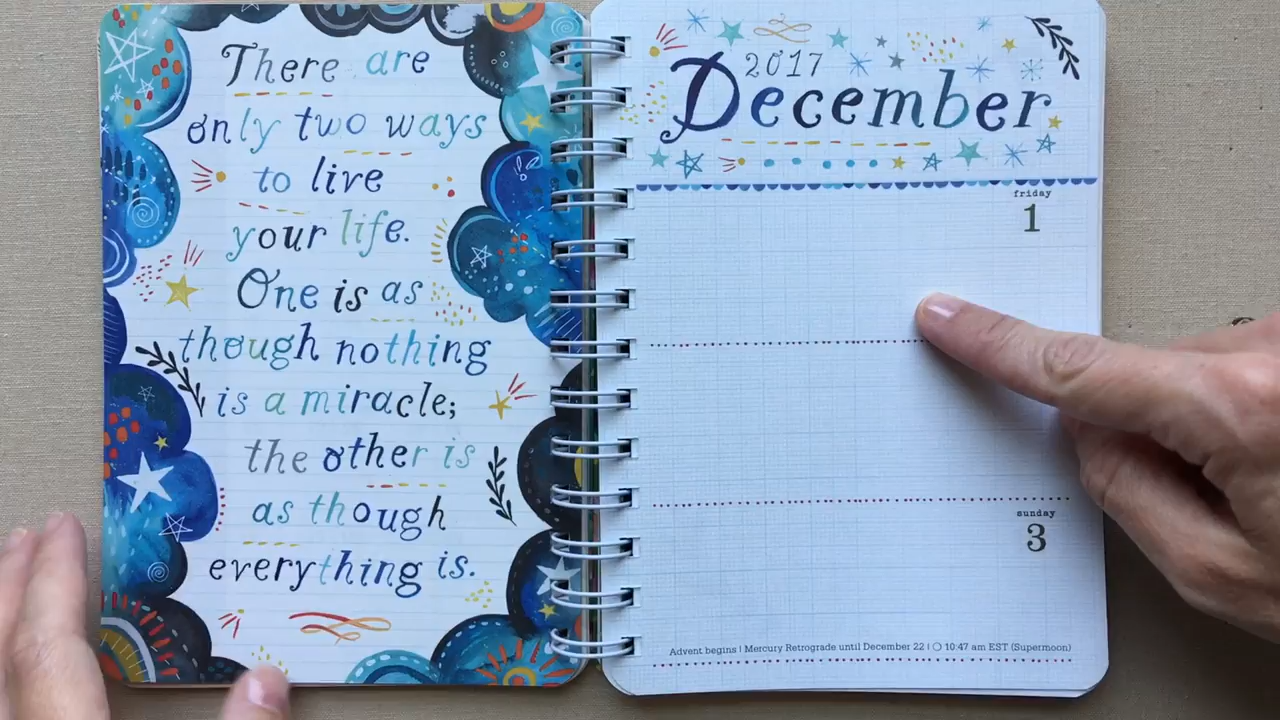 There are
only two ways
to live
your life.
One is as
though nothing
is a miracle;
the other is
as though
everything is.
2017
December
friday
1
sunday
3
Advent begins | Mercury Retrograde until December 22 | 🌕︎ 10:47 am EST (Supermoon)